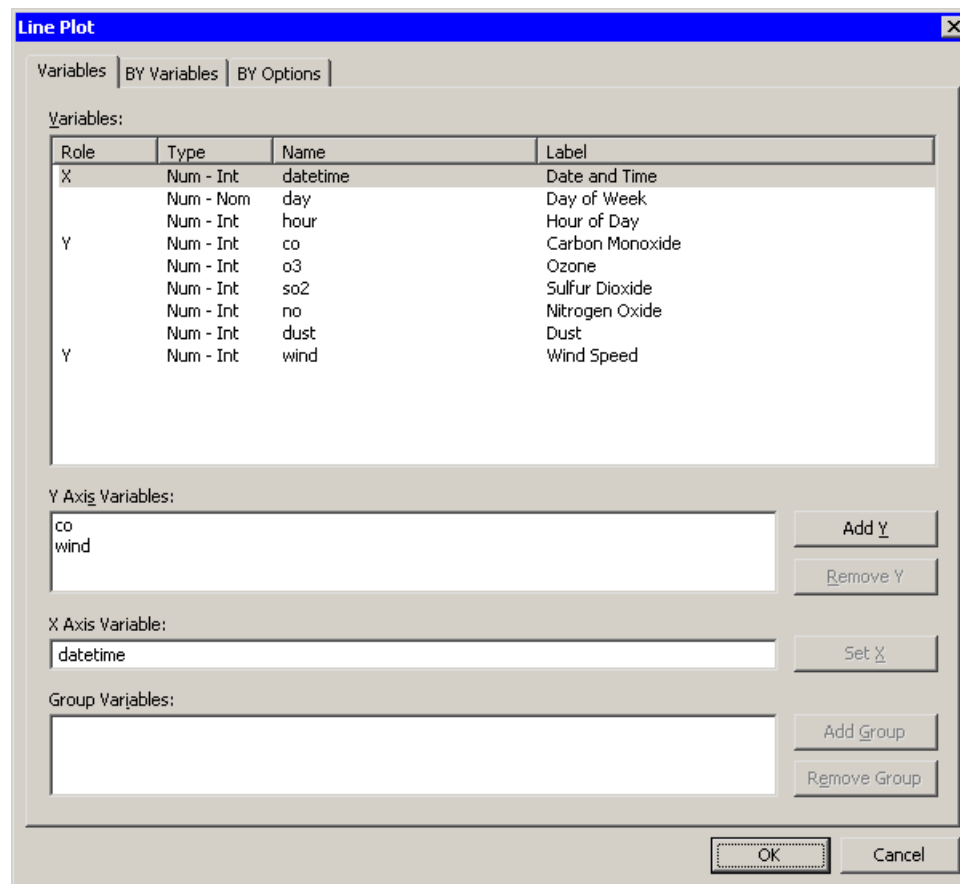 Line Plot
Variables BY Variables BY Options
Variables:
Role Type Name Label
X Num - Int datetime Date and Time
Num - Nom day Day of Week
Num - Int hour Hour of Day
Y Num - Int co Carbon Monoxide
Num - Int o3 Ozone
Num - Int so2 Sulfur Dioxide
Num - Int no Nitrogen Oxide
Num - Int dust Dust
Y Num - Int wind Wind Speed
Y Axis Variables:
co
wind
Add Y
Remove Y
X Axis Variable:
datetime
Set X
Group Variables:
Add Group
Remove Group
OK Cancel